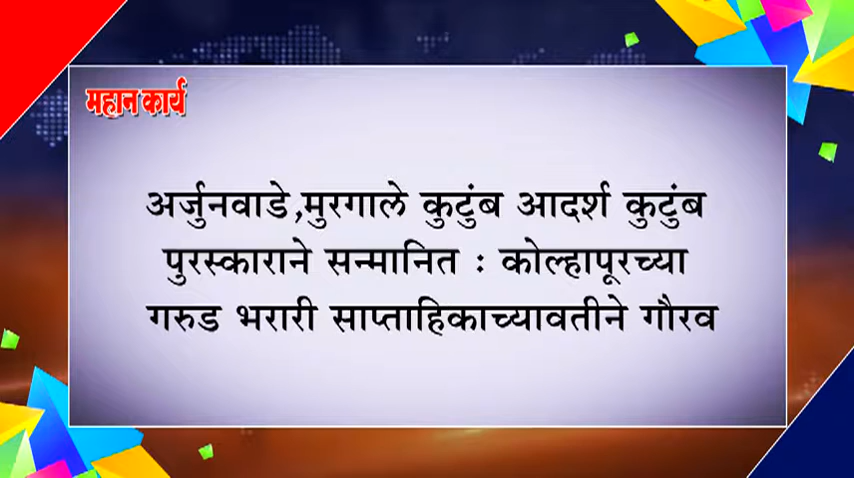 महान कार्य
अर्जुनवाडे,मुरगाले कुटुंब आदर्श कुटुंब
पुरस्काराने सन्मानित : कोल्हापूरच्या
गरुड भरारी साप्ताहिकाच्यावतीने गौरव